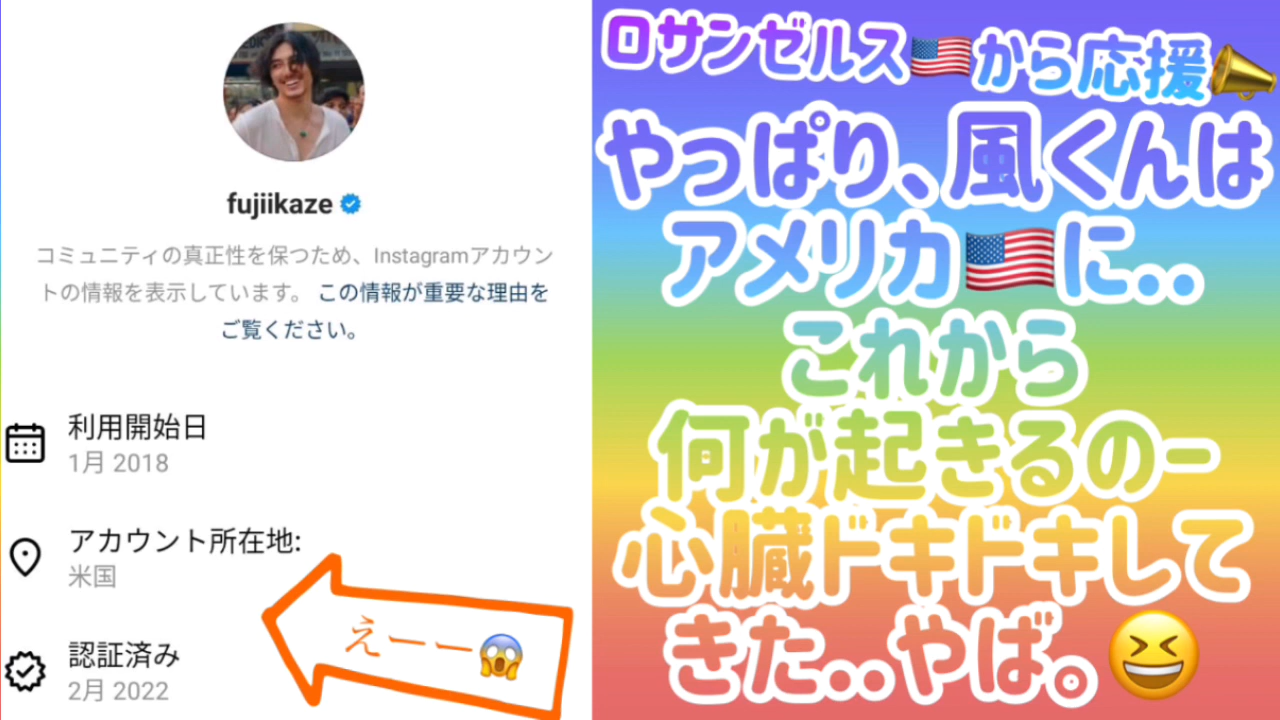 fujiikaze
コミュニティの真正性を保つため、Instagramアカウン
トの情報を表示しています。 この情報が重要な理由を
ご覧ください。
利用開始日
1月 2018
アカウント所在地:
米国
認証済み
2月 2022
えーー😱
ロサンゼルス🇺🇸から応援📣
やっぱり、風くんは
アメリカ🇺🇸に..
これから
何が起きるのー
心臓ドキドキして
きた..やば。😆